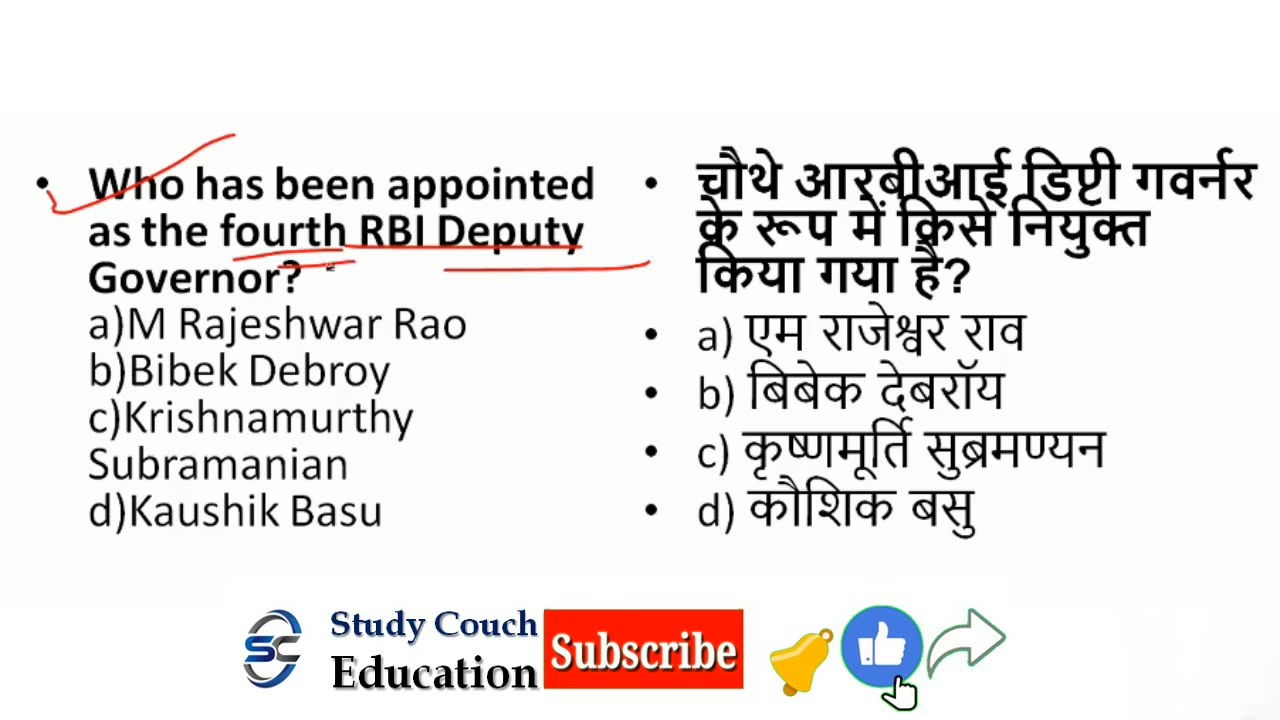 • Who has been appointed
as the fourth RBI Deputy
Governor?
a)M Rajeshwar Rao
b)Bibek Debroy
c)Krishnamurthy
Subramanian
d)Kaushik Basu
• चौथे आरबीआई डिप्टी गवर्नर
के रूप में किसे नियुक्त
किया गया है?
• a) एम राजेश्वर राव
• b) बिबेक देबरॉय
• c) कृष्णमूर्ति सुब्रमण्यन
• d) कौशिक बसु
SC
Study Couch
Education
Subscribe